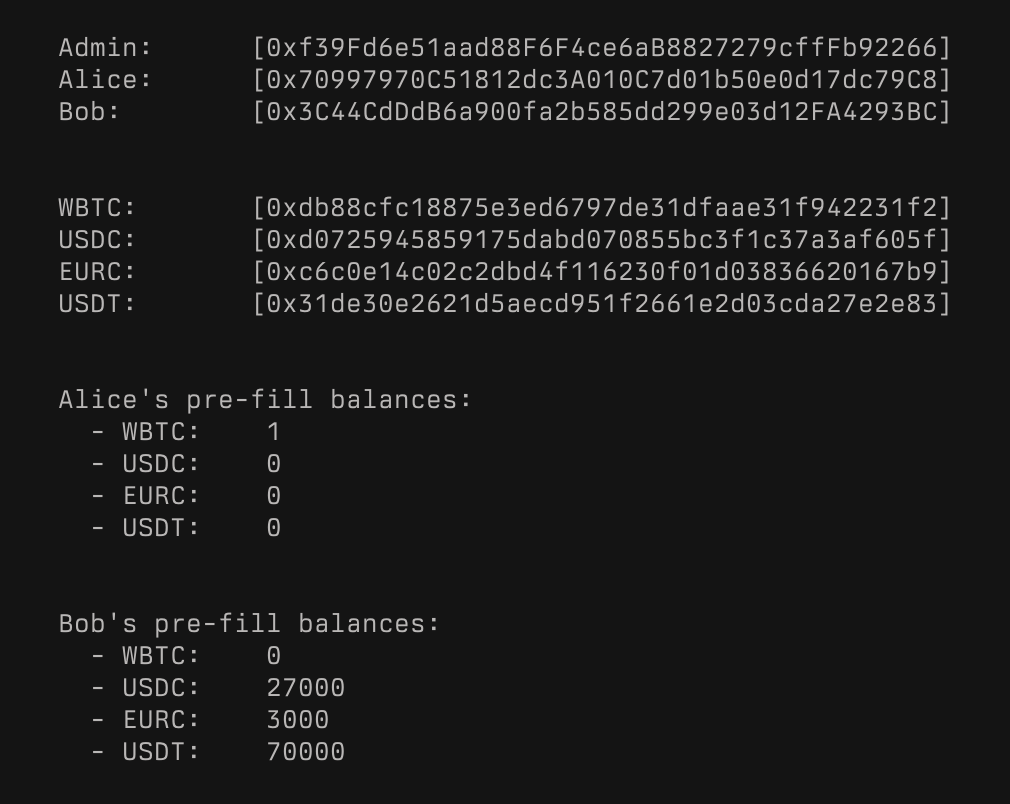 Admin: [0xf39Fd6e51aad88F6F4ce6aB8827279cffFb92266]
Alice: [0x70997970C51812dc3A010C7d01b50e0d17dc79C8]
Bob: [0x3C44CdDdB6a900fa2b585dd299e03d12FA4293BC]
WBTC: [0xdb88cfc18875e3ed6797de31dfaae31f942231f2]
USDC: [0xd0725945859175dabd070855bc3f1c37a3af605f]
EURC: [0xc6c0e14c02c2dbd4f116230f01d03836620167b9]
USDT: [0x31de30e2621d5aecd951f2661e2d03cda27e2e83]
Alice's pre-fill balances:
- WBTC: 1
- USDC: 0
- EURC: 0
- USDT: 0
Bob's pre-fill balances:
- WBTC: 0
- USDC: 27000
- EURC: 3000
- USDT: 70000